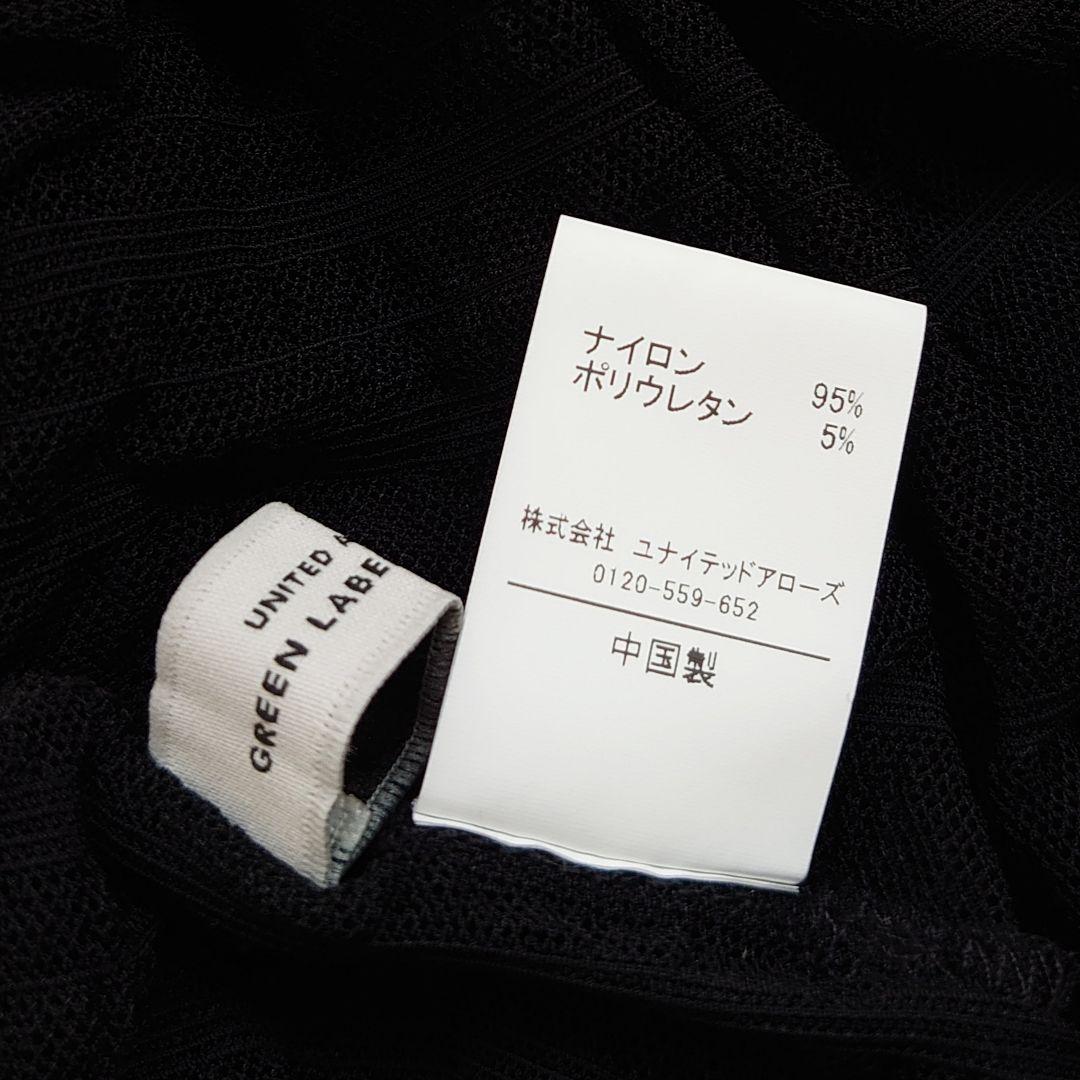 ナイロン 95%
ポリウレタン 5%
株式会社 ユナイテッドアローズ
0120-559-652
中国製
UNITED
GREEN LABE